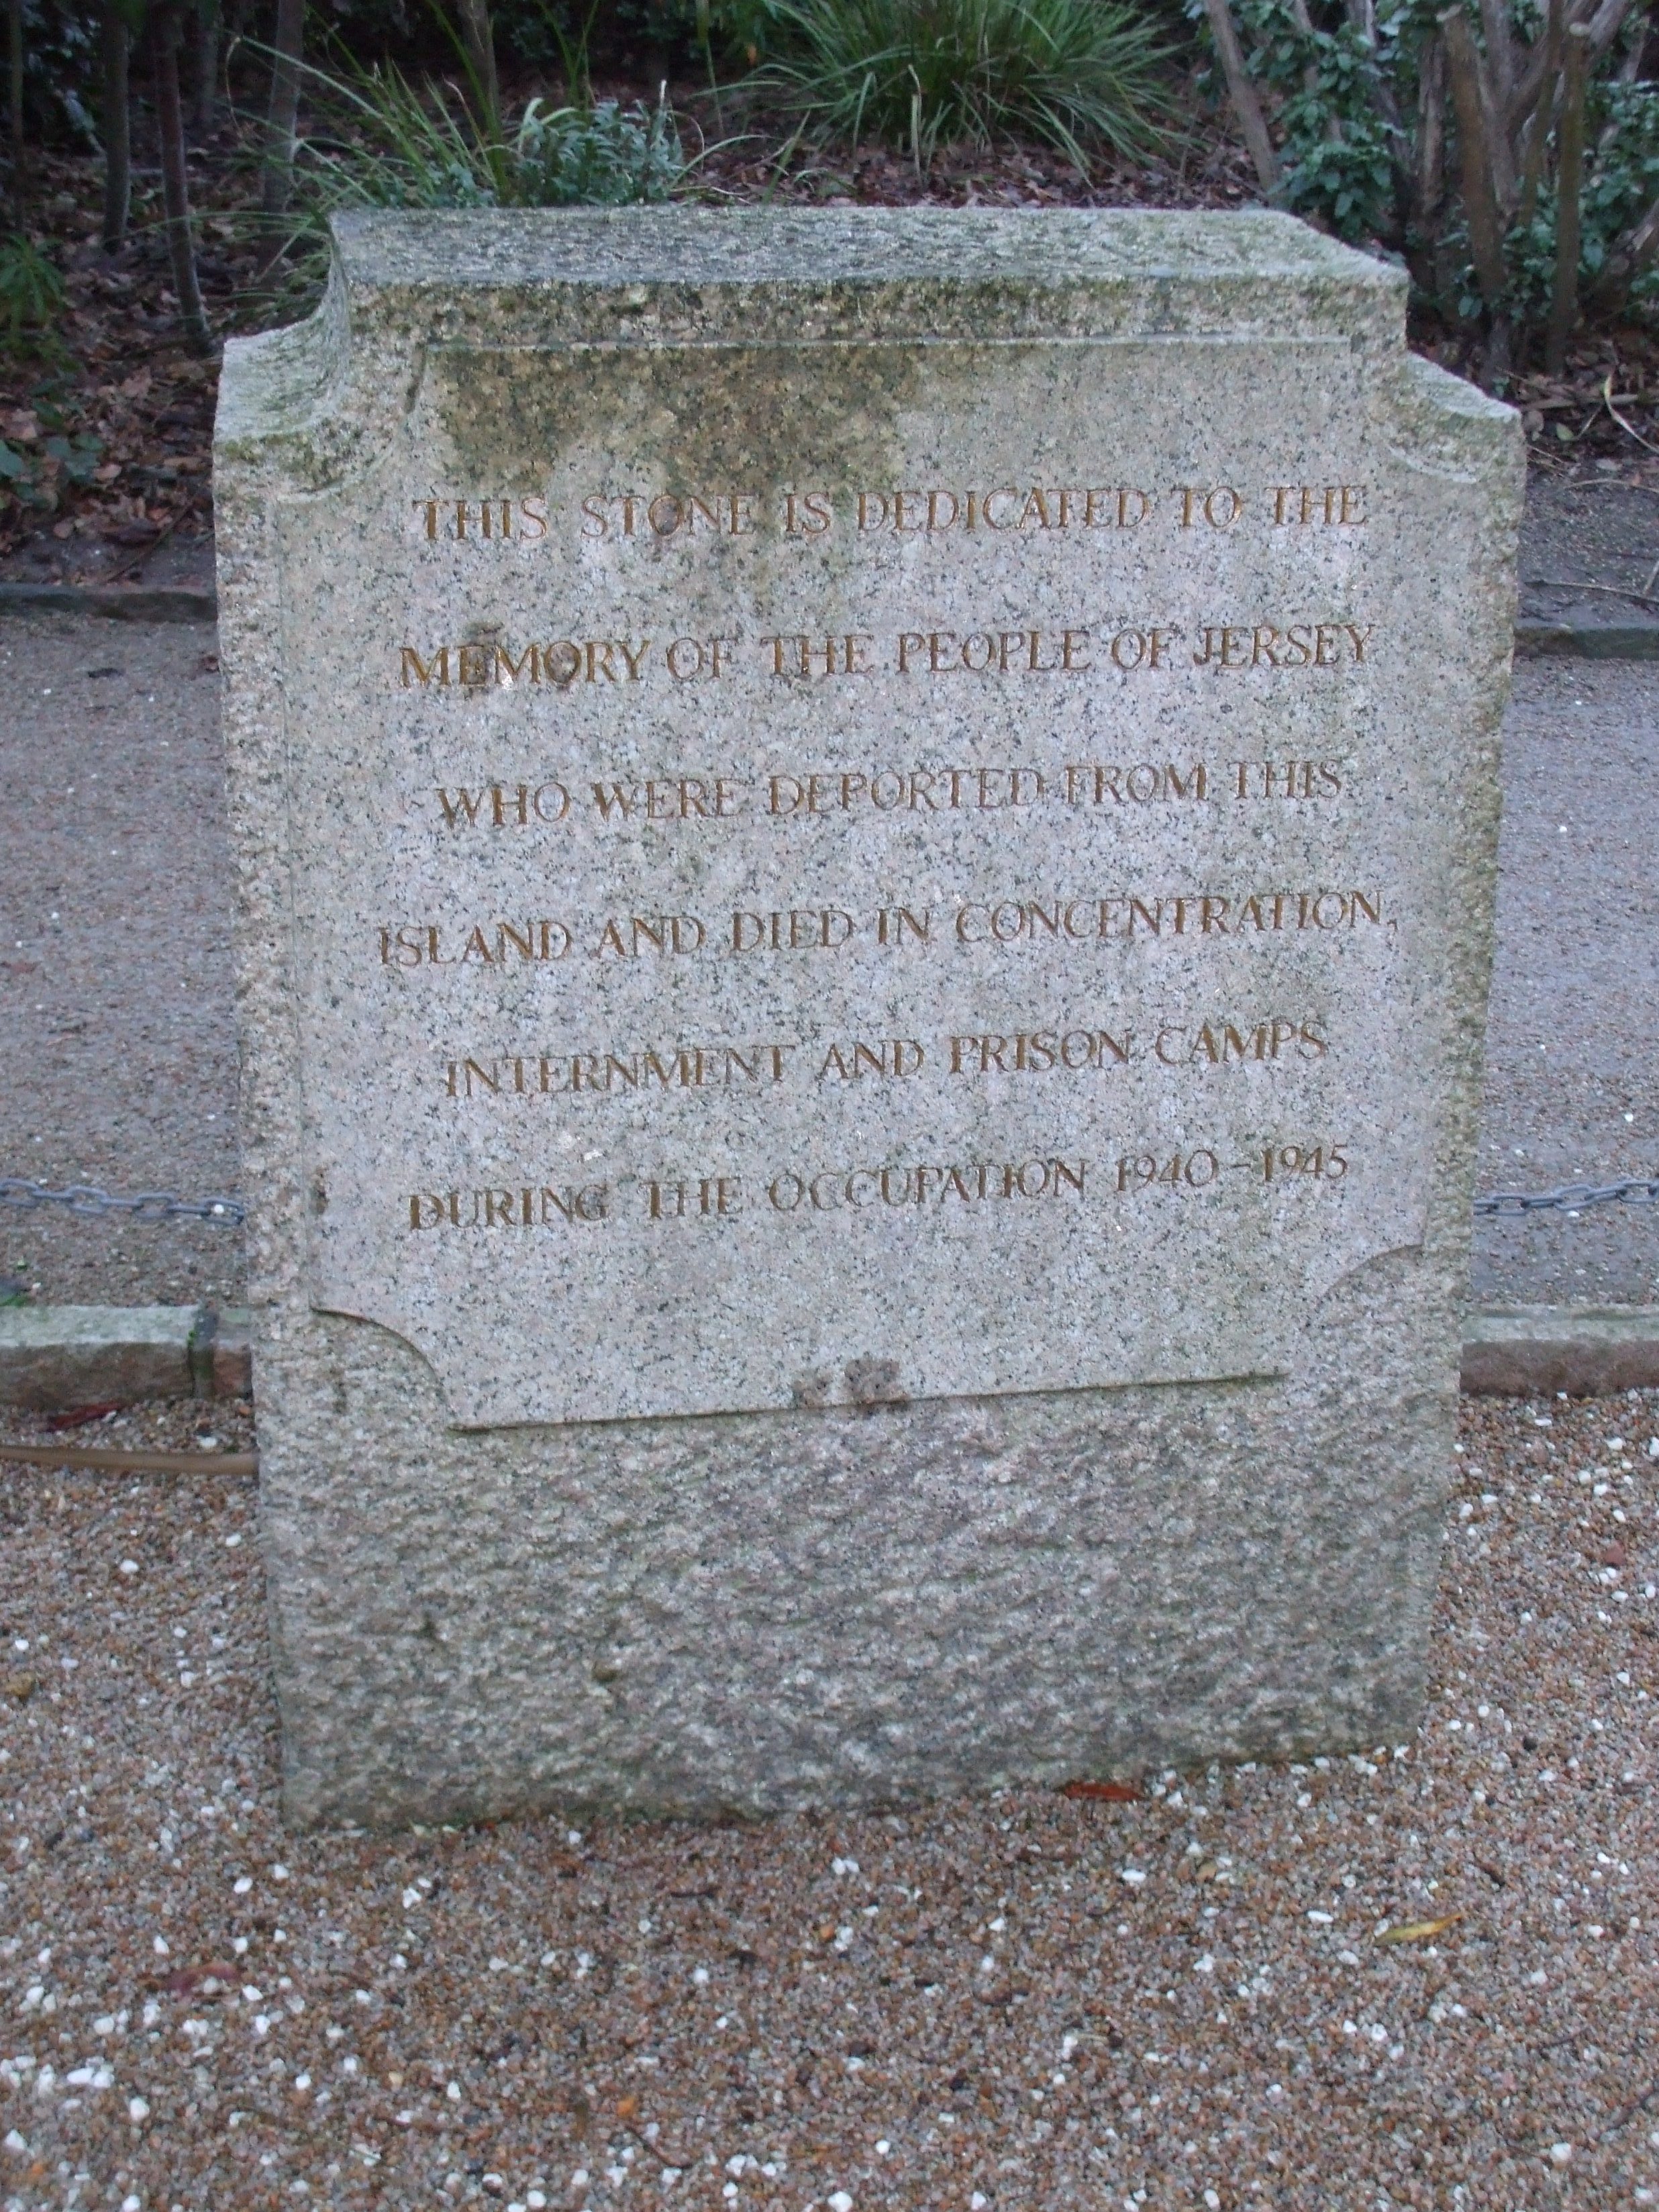 THIS STONE IS DEDICATED TO THE
MEMORY OF THE PEOPLE OF JERSEY
WHO WERE DEPORTED FROM THIS
ISLAND AND DIED IN CONCENTRATION,
INTERNMENT AND PRISON CAMPS
DURING THE OCCUPATION 1940 - 1945